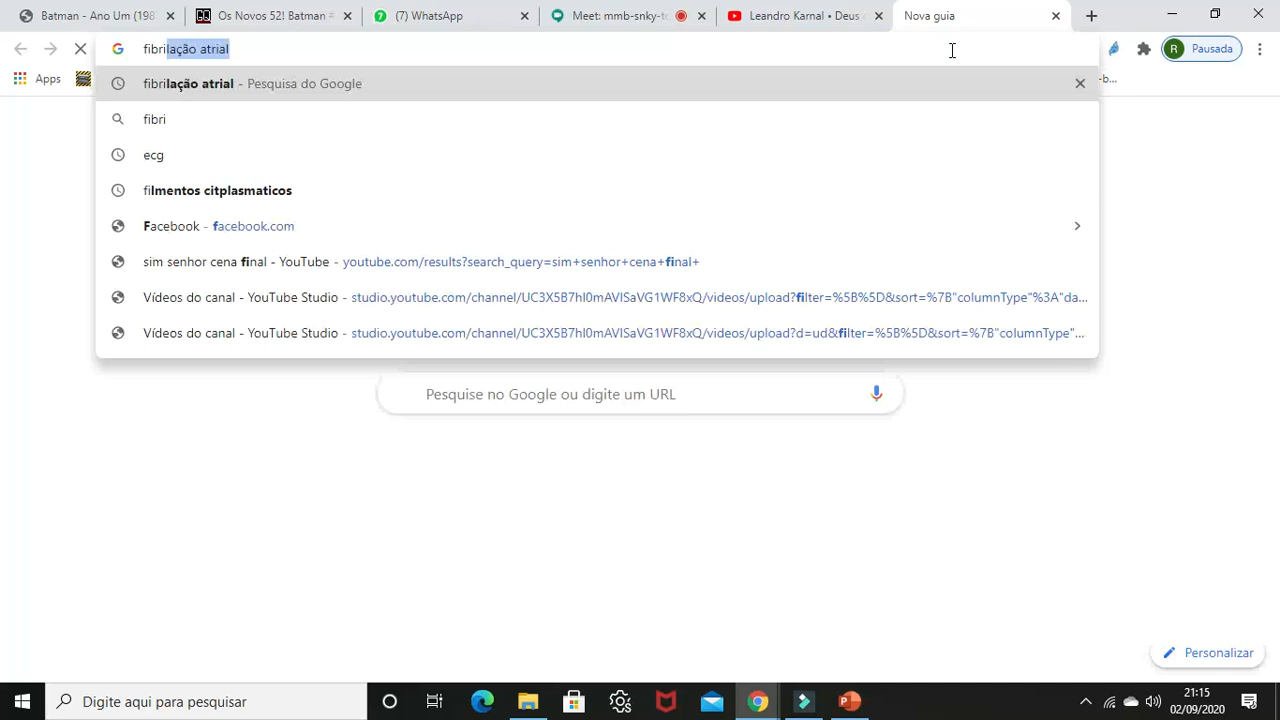 Batman - Ano Um (198
Os Novos 52! Batman #
(7) WhatsApp
Meet: mmb-snky-t
Leandro Karnal • Deus
Nova guia
fibrilação atrial
R Pausada
Apps
fibrilação atrial - Pesquisa do Google
fibri
ecg
filmentos citplasmaticos
Facebook - facebook.com
sim senhor cena final - YouTube - youtube.com/results?search_query=sim+senhor+cena+final+
Vídeos do canal - YouTube Studio - studio.youtube.com/channel/UC3X5B7hI0mAVISaVG1WF8xQ/videos/upload?filter=%5B%5D&sort=%7B"columnType"%3A"da...
Vídeos do canal - YouTube Studio - studio.youtube.com/channel/UC3X5B7hI0mAVISaVG1WF8xQ/videos/upload?d=ud&filter=%5B%5D&sort=%7B"columnType"...
Pesquise no Google ou digite um URL
Personalizar
Digite aqui para pesquisar
21:15
02/09/2020